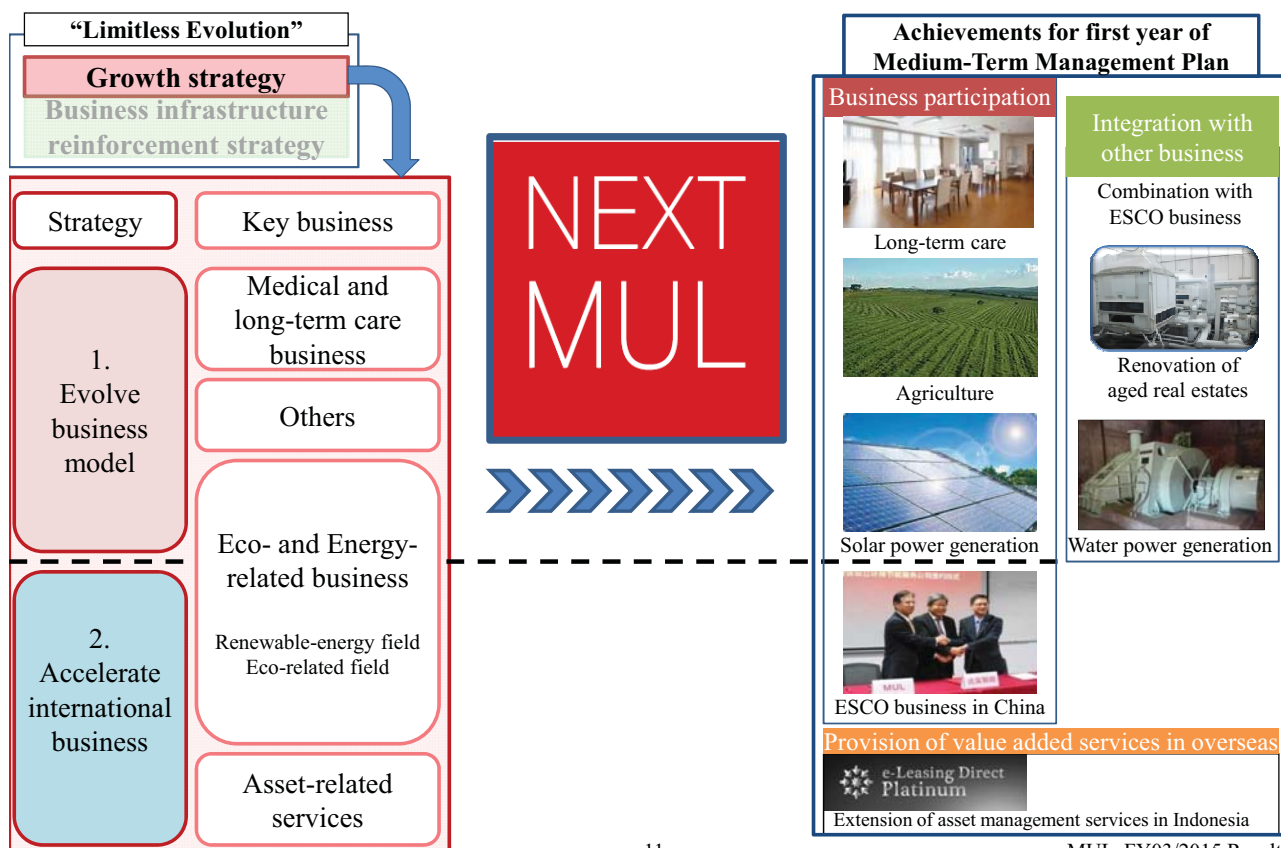 “Limitless Evolution”
Growth strategy
Business infrastructure
reinforcement strategy
Strategy
Key business
1.
Evolve
business
model
Medical and
long-term care
business
Others
Eco- and Energy-
related business
Renewable-energy field
Eco-related field
2.
Accelerate
international
business
Asset-related
services
NEXT
MUL
Achievements for first year of
Medium-Term Management Plan
Business participation
Long-term care
Agriculture
Solar power generation
MUL
ESCO business in China
Integration with
other business
Combination with
ESCO business
Renovation of
aged real estates
Water power generation
Provision of value added services in overseas
e-Leasing Direct
Platinum
Extension of asset management services in Indonesia